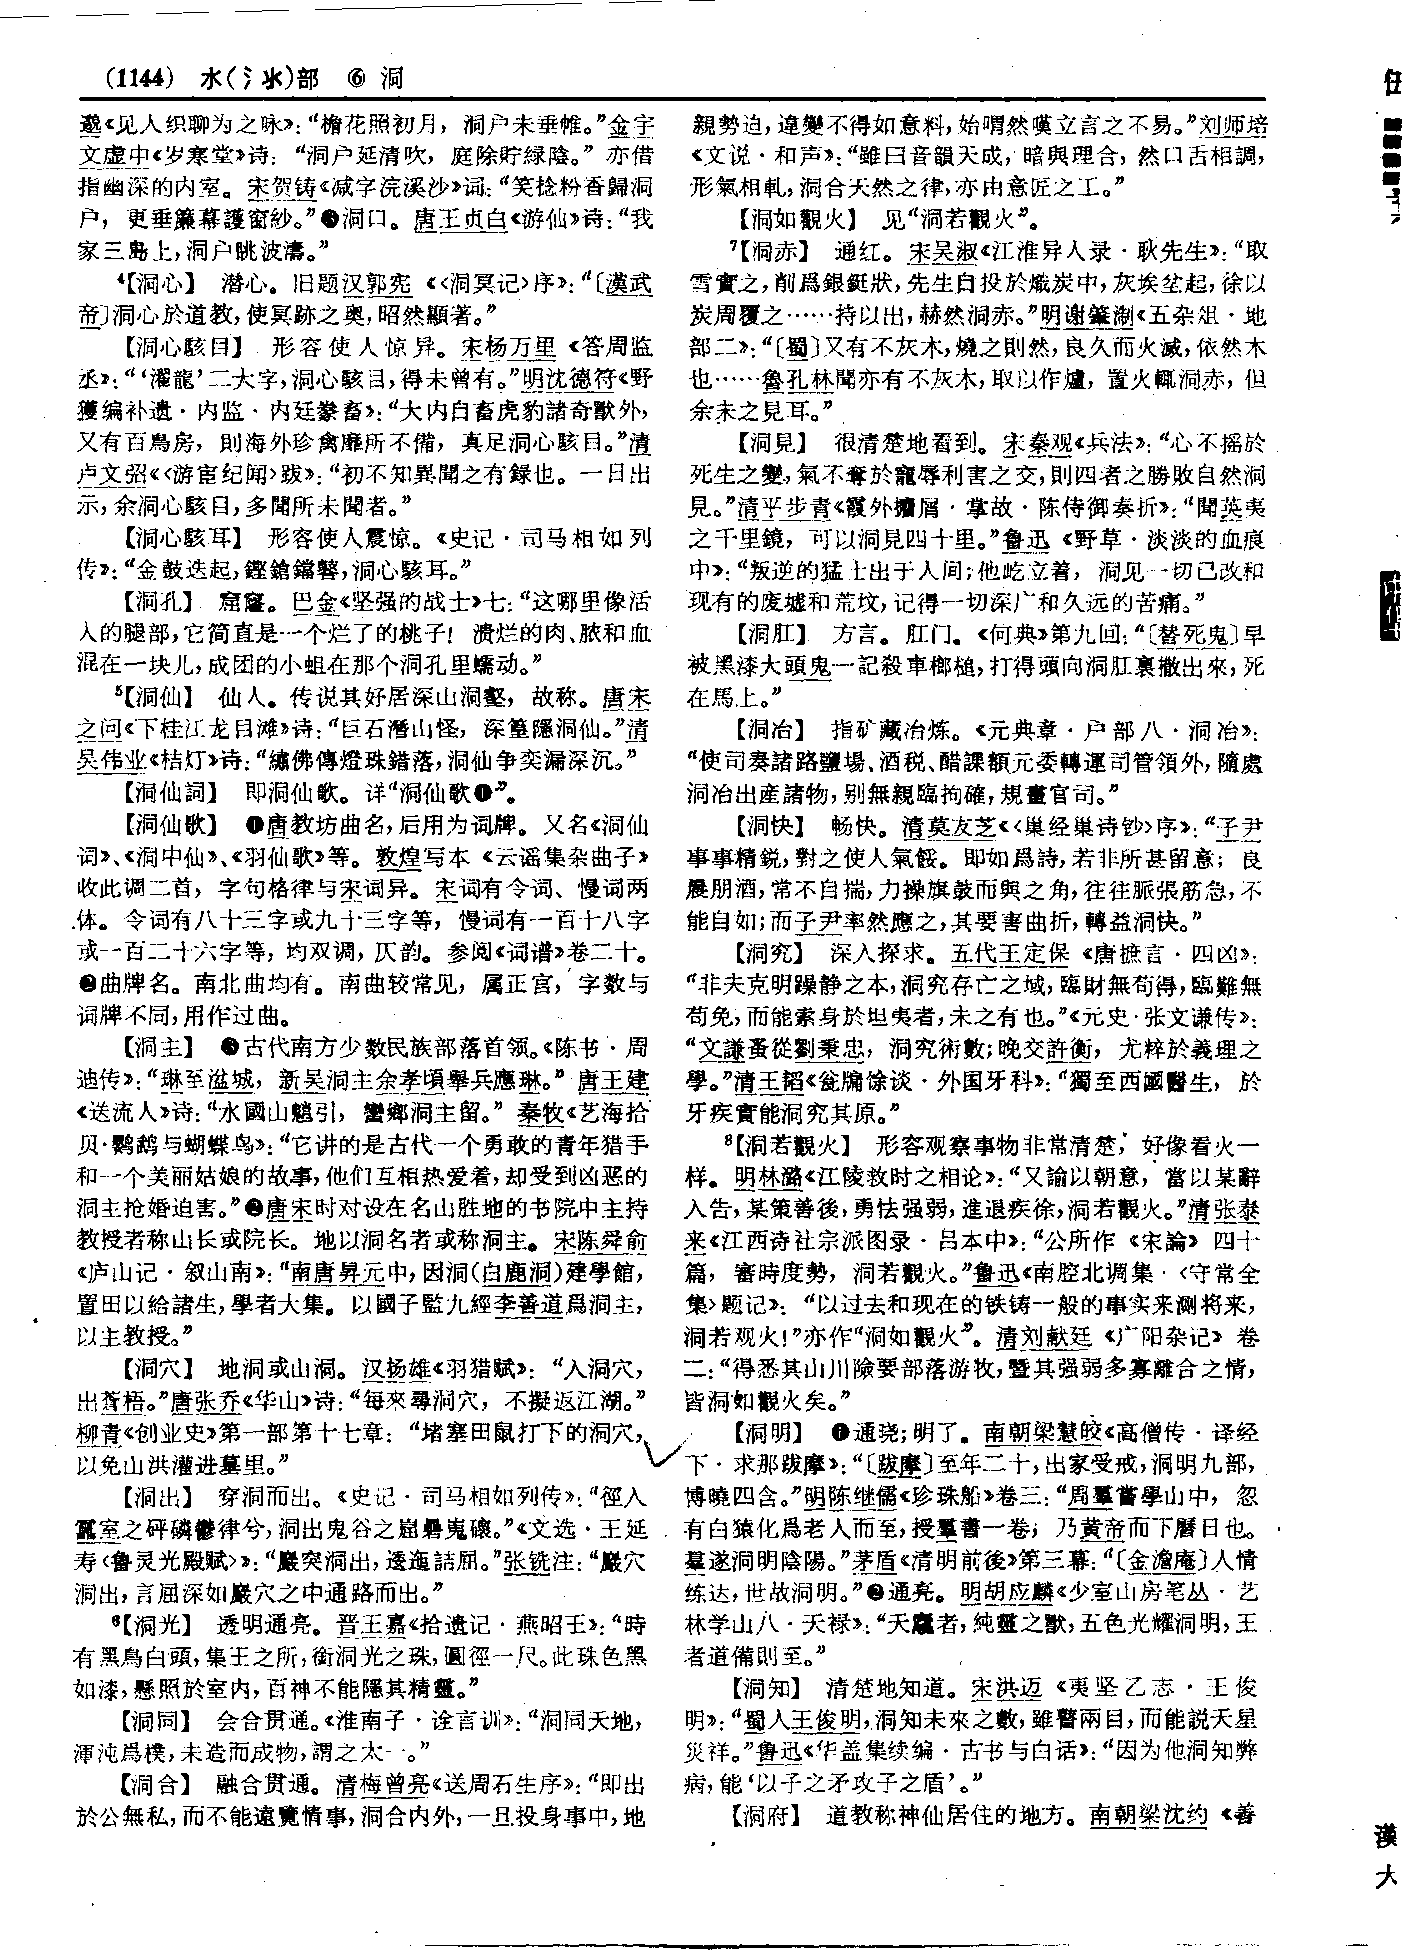 (1144) 水(氵氺)部 ⑥ 洞
逊《见人织聊为之咏》：“檐花照初月，洞户未垂帷。”金宇
文虚中《岁寒堂》诗：“洞户延清吹，庭除貯緑陰。”亦借
指幽深的内室。宋贺铸《减字浣溪沙》词：“笑捻粉香歸洞
户，更垂簾幕護窗紗。”❸洞口。唐王贞白《游仙》诗：“我
家三島上，洞户眺波濤。”
⁴【洞心】 潜心。旧题汉郭宪《〈洞冥记〉序》：“〔漢武
帝〕洞心於道教，使冥跡之奥，昭然顯著。”
【洞心駭目】 形容使人惊异。宋杨万里《答周监
丞》：“‘濯龍’二大字，洞心駭目，得未曾有。”明沈德符《野
獲编补遗·内监·内廷豢畜》：“大内白畜虎豹諸奇獸外，
又有百鳥房，則海外珍禽靡所不備，真足洞心駭目。”清
卢文弨《〈游宦纪闻〉跋》：“初不知異聞之有録也。一日出
示，余洞心駭目，多聞所未聞者。”
【洞心駭耳】 形容使人震惊。《史记·司马相如列
传》：“金鼓迭起，鏗鎗鐺鼞，洞心駭耳。”
【洞孔】 窟窿。巴金《坚强的战士》七：“这哪里像活
人的腿部，它简直是一个烂了的桃子！溃烂的肉、脓和血
混在一块儿，成团的小蛆在那个洞孔里蠕动。”
⁵【洞仙】 仙人。传说其好居深山洞壑，故称。唐宋
之问《下桂江龙目滩》诗：“巨石潛山怪，深篁隱洞仙。”清
吴伟业《桔灯》诗：“繡佛傳燈珠錯落，洞仙争奕漏深沉。”
【洞仙詞】 即洞仙歌。详“洞仙歌❶”。
【洞仙歌】 ❶唐教坊曲名，后用为词牌。又名《洞仙
词》、《洞中仙》、《羽仙歌》等。敦煌写本《云谣集杂曲子》
收此调二首，字句格律与宋词异。宋词有令词、慢词两
体。令词有八十三字或九十三字等，慢词有一百十八字
或一百二十六字等，均双调，仄韵。参阅《词谱》卷二十。
❷曲牌名。南北曲均有。南曲较常见，属正宫，字数与
词牌不同，用作过曲。
【洞主】 ❶古代南方少数民族部落首领。《陈书·周
迪传》：“琳至湓城，新吴洞主余孝頃舉兵應琳。”唐王建
《送流人》诗：“水國山魈引，蠻鄉洞主留。”秦牧《艺海拾
贝·鹦鹉与蝴蝶鸟》：“它讲的是古代一个勇敢的青年猎手
和一个美丽姑娘的故事，他们互相热爱着，却受到凶恶的
洞主抢婚迫害。”❷唐宋时对设在名山胜地的书院中主持
教授者称山长或院长。地以洞名者或称洞主。宋陈舜俞
《庐山记·叙山南》：“南唐昇元中，因洞（白鹿洞）建學館，
置田以給諸生，學者大集。以國子監九經李善道爲洞主，
以主教授。”
【洞穴】 地洞或山洞。汉扬雄《羽猎赋》：“入洞穴，
出蒼梧。”唐张乔《华山》诗：“每來尋洞穴，不擬返江湖。”
柳青《创业史》第一部第十七章：“堵塞田鼠打下的洞穴，
以免山洪灌进墓里。”
【洞出】 穿洞而出。《史记·司马相如列传》：“徑入
靁室之砰磷鬱律兮，洞出鬼谷之崫礨嵬磈。”《文选·王延
寿〈鲁灵光殿赋〉》：“巖突洞出，逶迤詰屈。”张铣注：“巖穴
洞出，言屈深如巖穴之中通路而出。”
⁶【洞光】 透明通亮。晋王嘉《拾遗记·燕昭王》：“時
有黑鳥白頭，集王之所，銜洞光之珠，圓徑一尺。此珠色黑
如漆，懸照於室内，百神不能隱其精靈。”
【洞同】 会合贯通。《淮南子·诠言训》：“洞同天地，
渾沌爲樸，未造而成物，謂之太一。”
【洞合】 融合贯通。清梅曾亮《送周石生序》：“即出
於公無私，而不能遠覽情事，洞合内外，一旦投身事中，地
親勢迫，違變不得如意料，始喟然嘆立言之不易。”刘师培
《文说·和声》：“雖曰音韻天成，暗與理合，然口舌相調，
形氣相軋，洞合天然之律，亦由意匠之工。”
【洞如觀火】 见“洞若觀火”。
⁷【洞赤】 通红。宋吴淑《江淮异人录·耿先生》：“取
雪實之，削爲銀鋌狀，先生自投於熾炭中，灰埃坌起，徐以
炭周覆之……持以出，赫然洞赤。”明谢肇淛《五杂俎·地
部二》：“〔蜀〕又有不灰木，燒之則然，良久而火滅，依然木
也……魯孔林聞亦有不灰木，取以作爐，置火輒洞赤，但
余未之見耳。”
【洞見】 很清楚地看到。宋秦观《兵法》：“心不摇於
死生之變，氣不奪於寵辱利害之交，則四者之勝敗自然洞
見。”清平步青《霞外攟屑·掌故·陈侍御奏折》：“聞英夷
之千里鏡，可以洞見四十里。”鲁迅《野草·淡淡的血痕
中》：“叛逆的猛士出于人间；他屹立着，洞见一切已改和
现有的废墟和荒坟，记得一切深广和久远的苦痛。”
【洞肛】 方言。肛门。《何典》第九回：“〔替死鬼〕早
被黑漆大頭鬼一記殺車榔槌，打得頭向洞肛裏撤出來，死
在馬上。”
【洞冶】 指矿藏冶炼。《元典章·户部八·洞冶》：
“使司奏諸路鹽場、酒税、醋課額元委轉運司管領外，隨處
洞冶出産諸物，别無親臨拘確，規畫官司。”
【洞快】 畅快。清莫友芝《〈巢经巢诗钞〉序》：“子尹
事事精鋭，對之使人氣餒。即如爲詩，若非所甚留意；良
屢朋酒，常不自揣，力操旗鼓而與之角，往往脈張筋急，不
能自如；而子尹率然應之，其要害曲折，轉益洞快。”
【洞究】 深入探求。五代王定保《唐摭言·四凶》：
“非夫克明躁静之本，洞究存亡之域，臨財無苟得，臨難無
苟免，而能素身於坦夷者，未之有也。”《元史·张文谦传》：
“文謙蚤從劉秉忠，洞究術數；晚交許衡，尤粹於義理之
學。”清王韬《瓮牖馀谈·外国牙科》：“獨至西國醫生，於
牙疾實能洞究其原。”
⁸【洞若觀火】 形容观察事物非常清楚，好像看火一
样。明林潞《江陵救时之相论》：“又諭以朝意，當以某辭
入告，某策善後，勇怯强弱，進退疾徐，洞若觀火。”清张泰
来《江西诗社宗派图录·吕本中》：“公所作《宋論》四十
篇，審時度勢，洞若觀火。”鲁迅《南腔北调集·〈守常全
集〉题记》：“以过去和现在的铁铸一般的事实来测将来，
洞若观火！”亦作“洞如觀火”。清刘献廷《广阳杂记》卷
二：“得悉其山川險要部落游牧，暨其强弱多寡離合之情，
皆洞如觀火矣。”
【洞明】 ❶通晓；明了。南朝梁慧皎《高僧传·译经
下·求那跋摩》：“〔跋摩〕至年二十，出家受戒，洞明九部，
博曉四含。”明陈继儒《珍珠船》卷三：“周羣嘗學山中，忽
有白猿化爲老人而至，授羣書一卷，乃黄帝而下曆日也。
羣遂洞明陰陽。”茅盾《清明前後》第三幕：“〔金澹庵〕人情
练达，世故洞明。”❷通亮。明胡应麟《少室山房笔丛·艺
林学山八·天禄》：“天麚者，純靈之獸，五色光耀洞明，王
者道備則至。”
【洞知】 清楚地知道。宋洪迈《夷坚乙志·王俊
明》：“蜀人王俊明，洞知未來之數，雖瞽兩目，而能説天星
災祥。”鲁迅《华盖集续编·古书与白话》：“因为他洞知弊
病，能‘以子之矛攻子之盾’。”
【洞府】 道教称神仙居住的地方。南朝梁沈约《善
漢
大